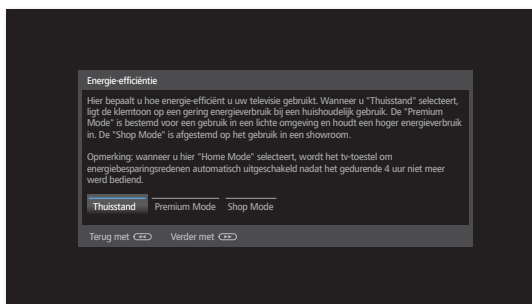 Energie-efficiëntie
Hier bepaalt u hoe energie-efficiënt u uw televisie gebruikt. Wanneer u "Thuisstand" selecteert,
ligt de klemtoon op een gering energieverbruik bij een huishoudelijk gebruik. De "Premium
Mode" is bestemd voor een gebruik in een lichte omgeving en houdt een hoger energieverbruik
in. De "Shop Mode" is afgestemd op het gebruik in een showroom.
Opmerking: wanneer u hier "Home Mode" selecteert, wordt het tv-toestel om
energiebesparingsredenen automatisch uitgeschakeld nadat het gedurende 4 uur niet meer
werd bediend.
Thuisstand Premium Mode Shop Mode
Terug met Verder met